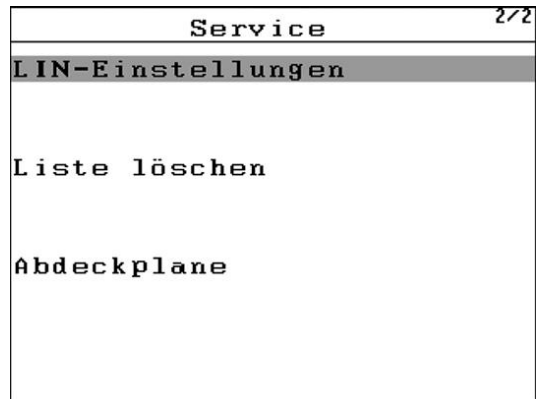 Service
2/2
LIN-Einstellungen
Liste löschen
Abdeckplane